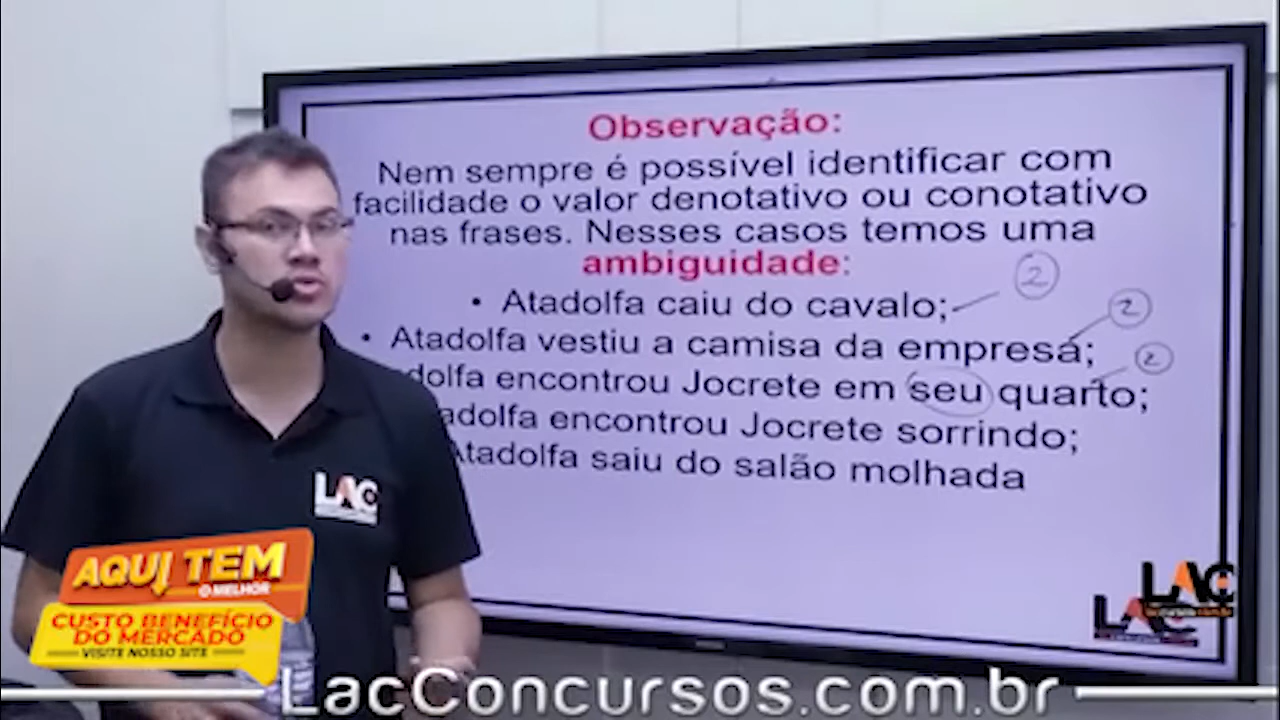 Observação:
Nem sempre é possível identificar com
facilidade o valor denotativo ou conotativo
nas frases. Nesses casos temos uma
ambiguidade:
• Atadolfa caiu do cavalo; 2
• Atadolfa vestiu a camisa da empresa; 2
dolfa encontrou Jocrete em seu quarto; 2
adolfa encontrou Jocrete sorrindo;
Atadolfa saiu do salão molhada
LAC
AQUI TEM
O MELHOR
CUSTO BENEFÍCIO
DO MERCADO
VISITE NOSSO SITE
LAC
LAC
LacConcursos.com.br